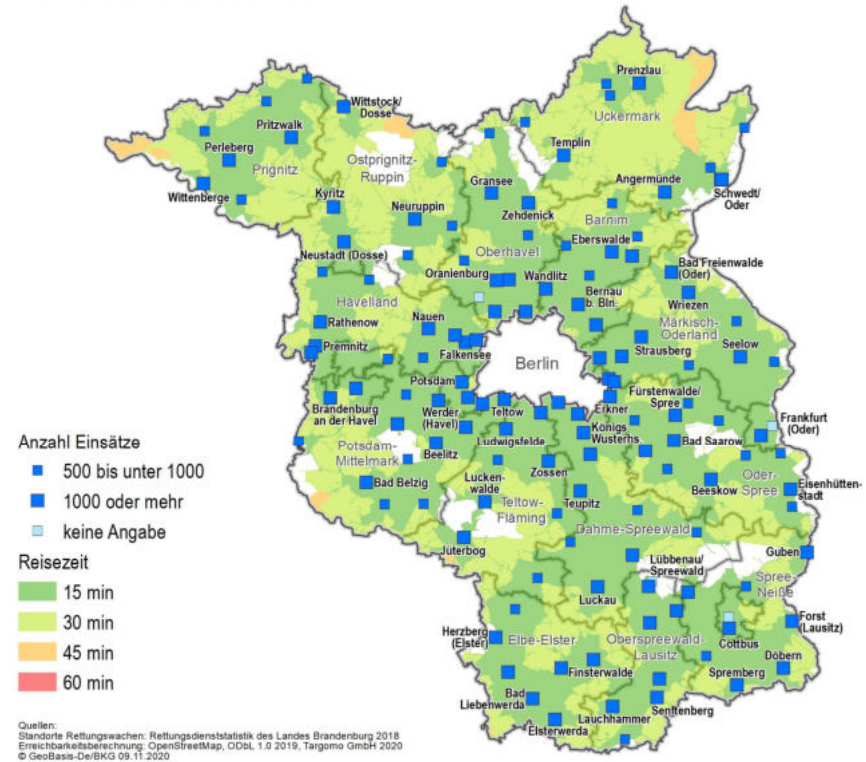 Prenzlau
Uckermark
Wittstock/
Dosse
Pritzwalk
Perleberg
Prignitz
Ostprignitz-
Ruppin
Templin
Wittenberge
Gransee
Angermünde
Schwedt/
Oder
Kyritz
Neuruppin
Zehdenick
Barnim
Eberswalde
Neustadt (Dosse)
Oberhavel
Oranienburg
Wandlitz
Bad Freienwalde
(Oder)
Havelland
Bernau
b. Bln.
Wriezen
Rathenow
Nauen
Märkisch-
Oderland
Premnitz
Falkensee
Berlin
Strausberg
Seelow
Potsdam
Brandenburg
an der Havel
Werder
(Havel)
Teltow
Erkner
Fürstenwalde/
Spree
Frankfurt
(Oder)
Ludwigsfelde
Königs
Wusterhs.
Bad Saarow
Potsdam-
Mittelmark
Beelitz
Zossen
Oder-
Spree
Bad Belzig
Lucken-
walde
Beeskow
Eisenhütten-
stadt
Teltow-
Fläming
Teupitz
Dahme-Spreewald
Jüterbog
Lübbenau/
Spreewald
Guben
Spree-
Neiße
Luckau
Forst
(Lausitz)
Herzberg
(Elster)
Elbe-Elster
Oberspreewald-
Lausitz
Cottbus
Döbern
Finsterwalde
Spremberg
Bad
Liebenwerda
Senftenberg
Lauchhammer
Elsterwerda
Anzahl Einsätze
500 bis unter 1000
1000 oder mehr
keine Angabe
Reisezeit
15 min
30 min
45 min
60 min
Quellen:
Standorte Rettungswachen: Rettungsdienststatistik des Landes Brandenburg 2018
Erreichbarkeitsberechnung: OpenStreetMap, ODbL 1.0 2019, Targomo GmbH 2020
© GeoBasis-De/BKG 09.11.2020